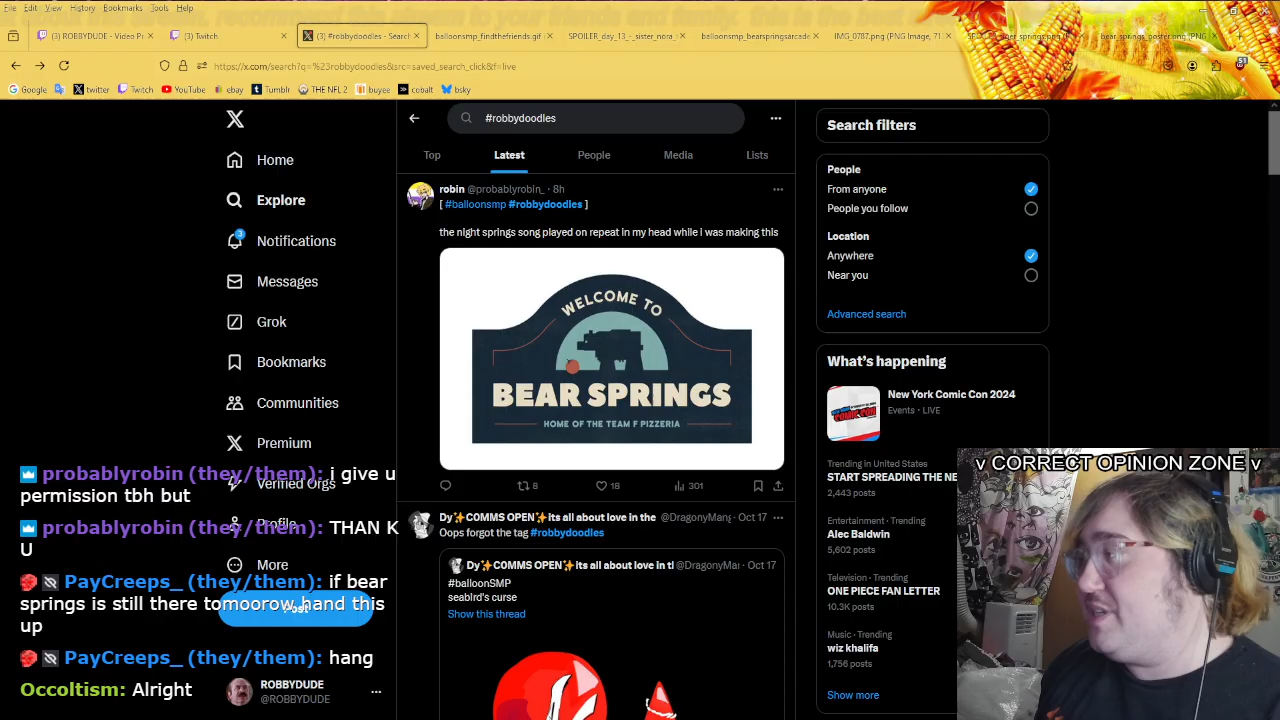 File Edit View History Bookmarks Tools Help
(3) ROBBYDUDE - Video P
(3) Twitch
(3) #robbydoodles - Search
balloonsmp_findthefriends.gif
SPOILER_day_13_-_sister_nora_
balloonsmp_bearspringsarcade
IMG_0787.png (PNG Image, 71
bear_springs_poster.png (PNG
https://x.com/search?q=%23robbydoodles&src=saved_search_click&f=live
51
Google
twitter
Twitch
YouTube
ebay
Tumblr
THE NFL 2
buyee
cobalt
bsky
Home
Explore
3
Notifications
Messages
Grok
Bookmarks
Communities
Premium
Verified Orgs
Profile
More
Post
ROBBYDUDE
@ROBBYDUDE
#robbydoodles
Top
Latest
People
Media
Lists
robin @probablyrobin_ · 8h
[ #balloonsmp #robbydoodles ]
the night springs song played on repeat in my head while i was making this
WELCOME TO
BEAR SPRINGS
HOME OF THE TEAM F PIZZERIA
8
18
301
Dy✨COMMS OPEN✨its all about love in the @DragonyMang · Oct 17
Oops forgot the tag #robbydoodles
Dy✨COMMS OPEN✨its all about love in tl @DragonyMai · Oct 17
#balloonSMP
seabird's curse
Show this thread
Search filters
People
From anyone
People you follow
Location
Anywhere
Near you
Advanced search
What's happening
New York Comic Con 2024
Events · LIVE
Trending in United States
START SPREADING THE NE
2,443 posts
Entertainment · Trending
Alec Baldwin
5,602 posts
Television · Trending
ONE PIECE FAN LETTER
10.3K posts
Music · Trending
wiz khalifa
1,756 posts
Show more
v CORRECT OPINION ZONE v
probablyrobin (they/them): i give u
permission tbh but
probablyrobin (they/them): THAN K
U
PayCreeps_ (they/them): if bear
springs is still there tomoorow hand this
up
PayCreeps_ (they/them): hang
Occoltism: Alright